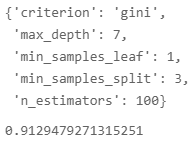 {'criterion': 'gini',
'max_depth': 7,
'min_samples_leaf': 1,
'min_samples_split': 3,
'n_estimators': 100}
0.9129479271315251